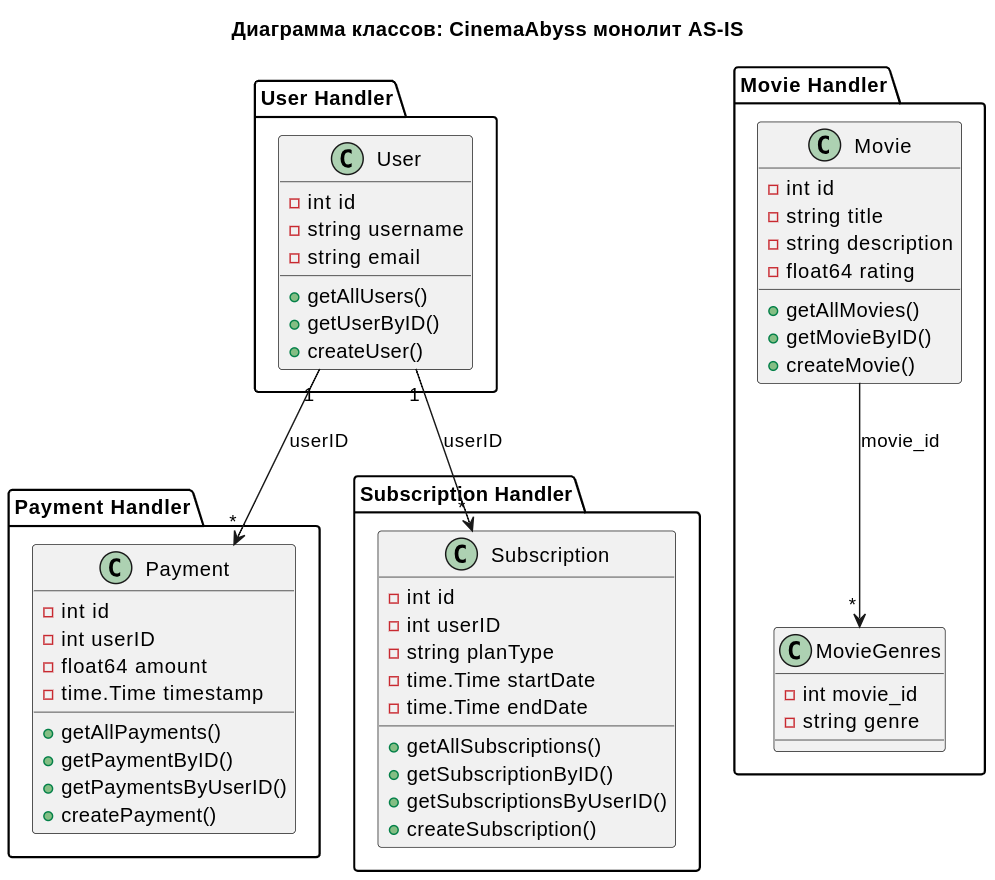 Диаграмма классов: CinemaAbyss монолит AS-IS
User Handler
C User
int id
string username
string email
getAllUsers()
getUserByID()
createUser()
Movie Handler
C Movie
int id
string title
string description
float64 rating
getAllMovies()
getMovieByID()
createMovie()
1
1
userID
userID
movie_id
*
*
*
Payment Handler
C Payment
int id
int userID
float64 amount
time.Time timestamp
getAllPayments()
getPaymentByID()
getPaymentsByUserID()
createPayment()
Subscription Handler
C Subscription
int id
int userID
string planType
time.Time startDate
time.Time endDate
getAllSubscriptions()
getSubscriptionByID()
getSubscriptionsByUserID()
createSubscription()
C MovieGenres
int movie_id
string genre